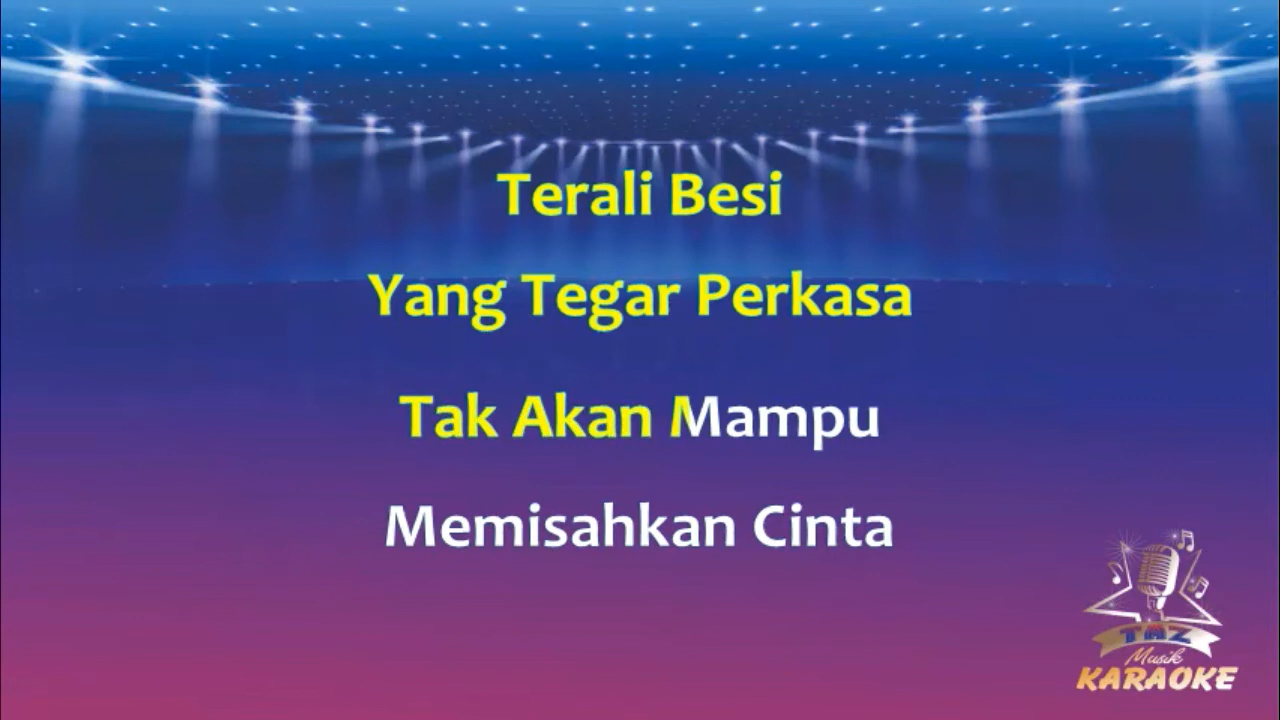 Terali Besi
Yang Tegar Perkasa
Tak Akan Mampu
Memisahkan Cinta
TAZ
Musik
KARAOKE